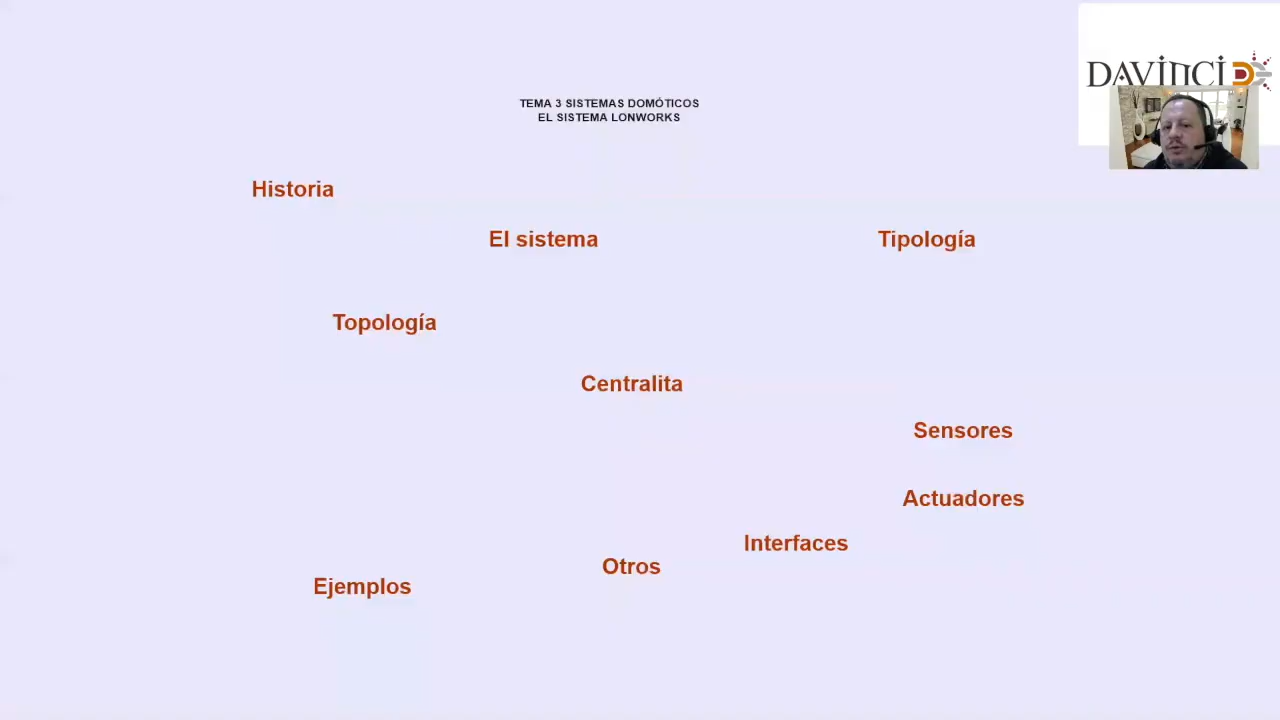 DAVINCI
TEMA 3 SISTEMAS DOMÓTICOS
EL SISTEMA LONWORKS
Historia
El sistema
Tipología
Topología
Centralita
Sensores
Actuadores
Interfaces
Otros
Ejemplos